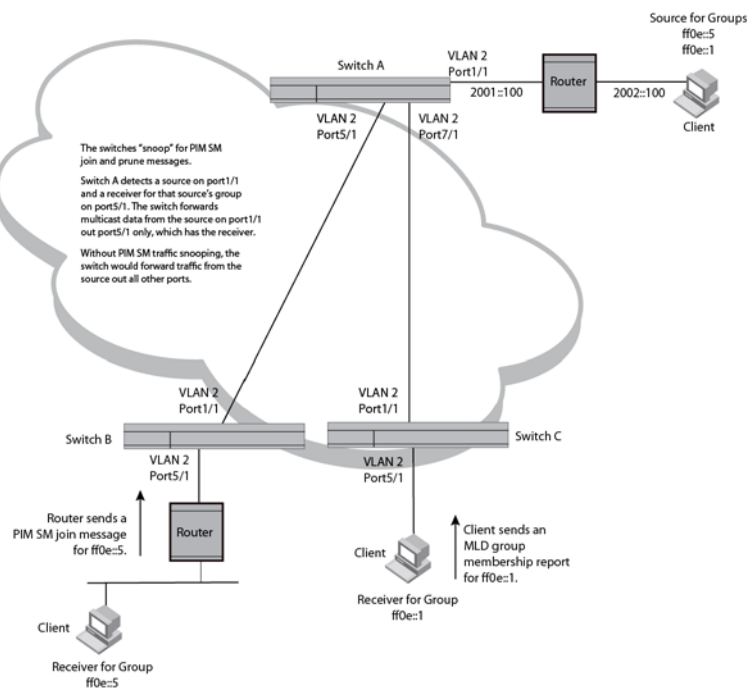 Source for Groups
ff0e::5
ff0e::1
VLAN 2
Port1/1
Switch A
2001::100
Router
2002::100
Client
VLAN 2
Port5/1
VLAN 2
Port7/1
The switches "snoop" for PIM SM
join and prune messages.
Switch A detects a source on port1/1
and a receiver for that source's group
on port5/1. The switch forwards
multicast data from the source on port1/1
out port5/1 only, which has the receiver.
Without PIM SM traffic snooping, the
switch would forward traffic from the
source out all other ports.
VLAN 2
Port1/1
VLAN 2
Port1/1
Switch B
Switch C
VLAN 2
Port5/1
VLAN 2
Port5/1
Router sends a
PIM SM join message
for ff0e::5.
Router
Client
Client sends an
MLD group
membership report
for ff0e::1.
Receiver for Group
ff0e::1
Client
Receiver for Group
ff0e::5